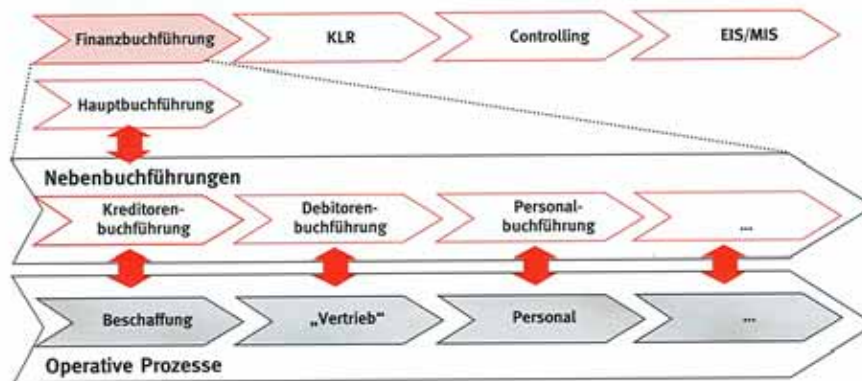 Finanzbuchführung
KLR
Controlling
EIS/MIS
Hauptbuchführung
Nebenbuchführungen
Kreditoren-
buchführung
Debitoren-
buchführung
Personal-
buchführung
...
Beschaffung
„Vertrieb“
Personal
...
Operative Prozesse